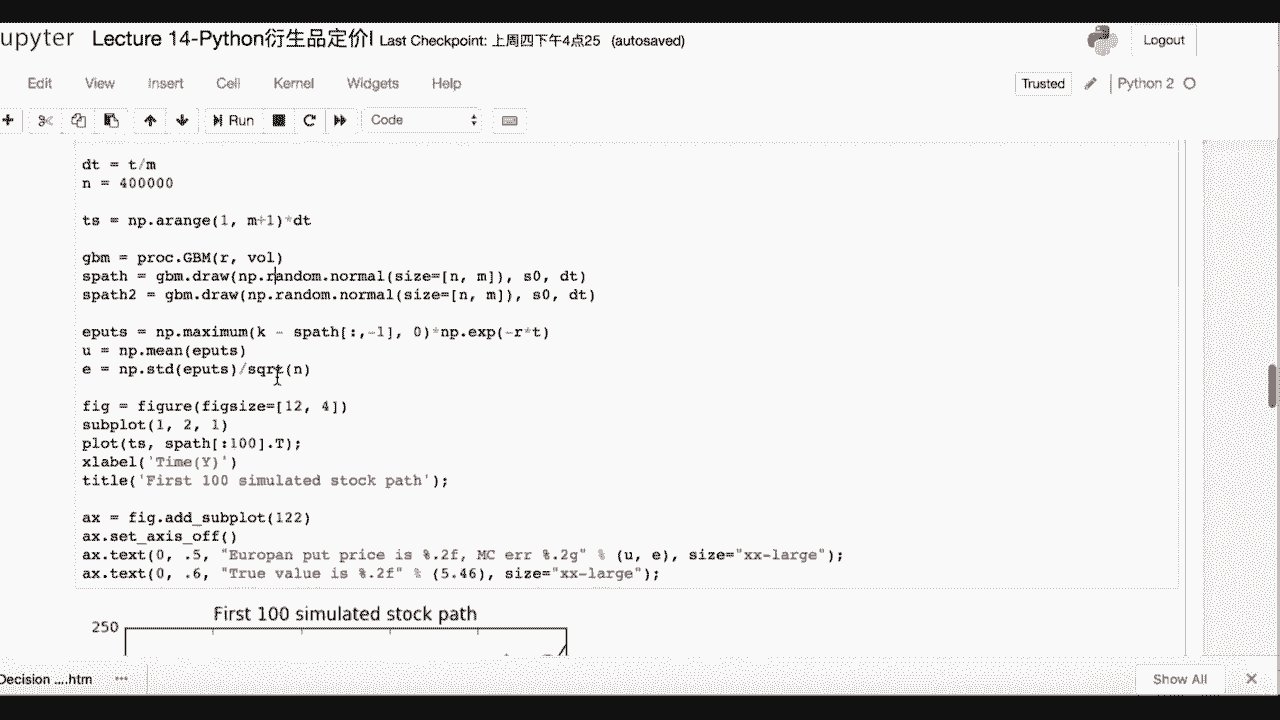 upyter Lecture 14-Python衍生品定价I Last Checkpoint: 上周四下午4点25 (autosaved) Logout
Edit View Insert Cell Kernel Widgets Help Trusted Python 2
Run Code
dt = t/m
n = 400000
ts = np.arange(1, m+1)*dt
gbm = proc.GBM(r, vol)
spath = gbm.draw(np.random.normal(size=[n, m]), s0, dt)
spath2 = gbm.draw(np.random.normal(size=[n, m]), s0, dt)
eputs = np.maximum(k - spath[:,-1], 0)*np.exp(-r*t)
u = np.mean(eputs)
e = np.std(eputs)/sqrt(n)
fig = figure(figsize=[12, 4])
subplot(1, 2, 1)
plot(ts, spath[:100].T);
xlabel('Time(Y)')
title('First 100 simulated stock path');
ax = fig.add_subplot(122)
ax.set_axis_off()
ax.text(0, .5, "Europan put price is %.2f, MC err %.2g" % (u, e), size="xx-large");
ax.text(0, .6, "True value is %.2f" % (5.46), size="xx-large");
First 100 simulated stock path
250
Decision ....htm Show All